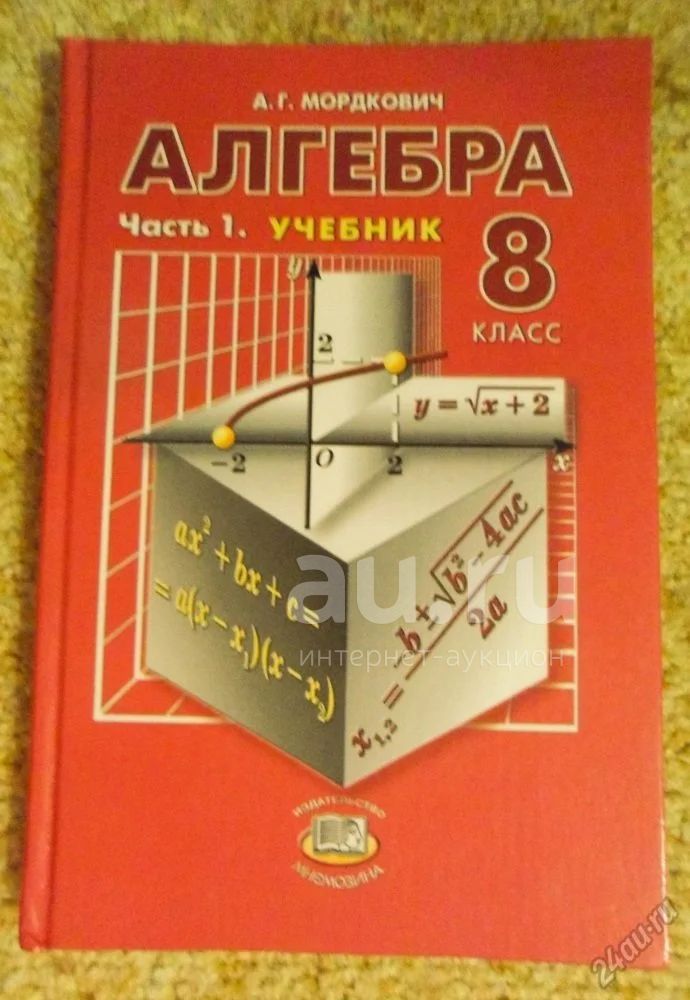 А. Г. МОРДКОВИЧ
АЛГЕБРА
Часть 1. УЧЕБНИК
8
КЛАСС
y
2
y = √x + 2
-2
O
2
x
ax² + bx + c =
= a(x - x₁)(x - x₂)
x₁,₂ = -b ± √b² - 4ac
2a
au.ru
интернет-аукцион
ИЗДАТЕЛЬСТВО
МНЕМОЗИНА
24au.ru